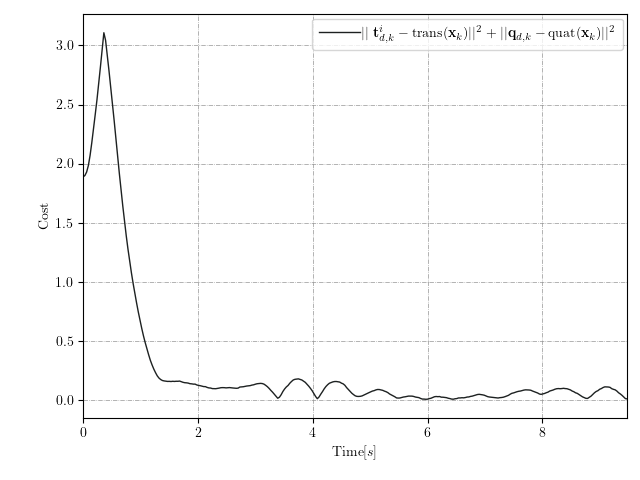 || t^i_{d,k} − trans(x_k)||² + ||q_{d,k} − quat(x_k)||²
3.0
2.5
2.0
1.5
1.0
0.5
0.0
Cost
0 2 4 6 8
Time[s]